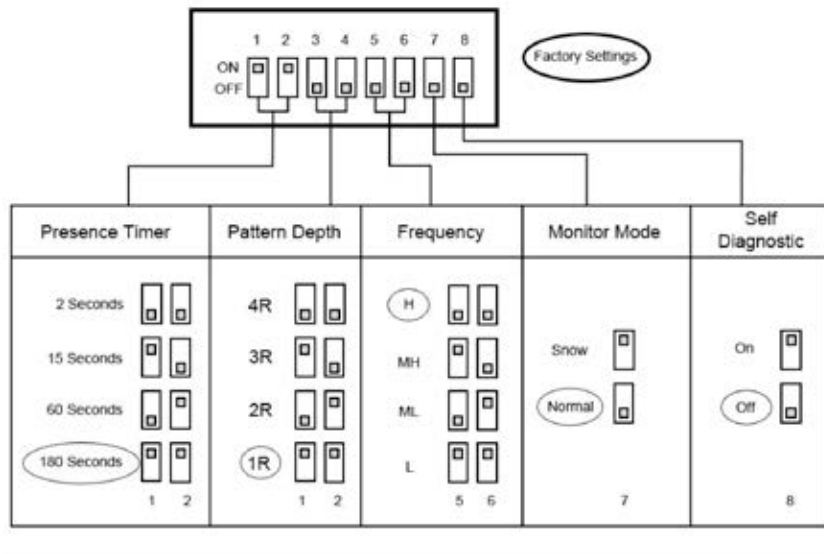 1 2 3 4 5 6 7 8
ON
OFF
Factory Settings
Presence Timer
Pattern Depth
Frequency
Monitor Mode
Self
Diagnostic
2 Seconds
15 Seconds
60 Seconds
180 Seconds
1 2
4R
3R
2R
1R
1 2
H
MH
ML
L
5 6
Snow
Normal
7
On
Off
8